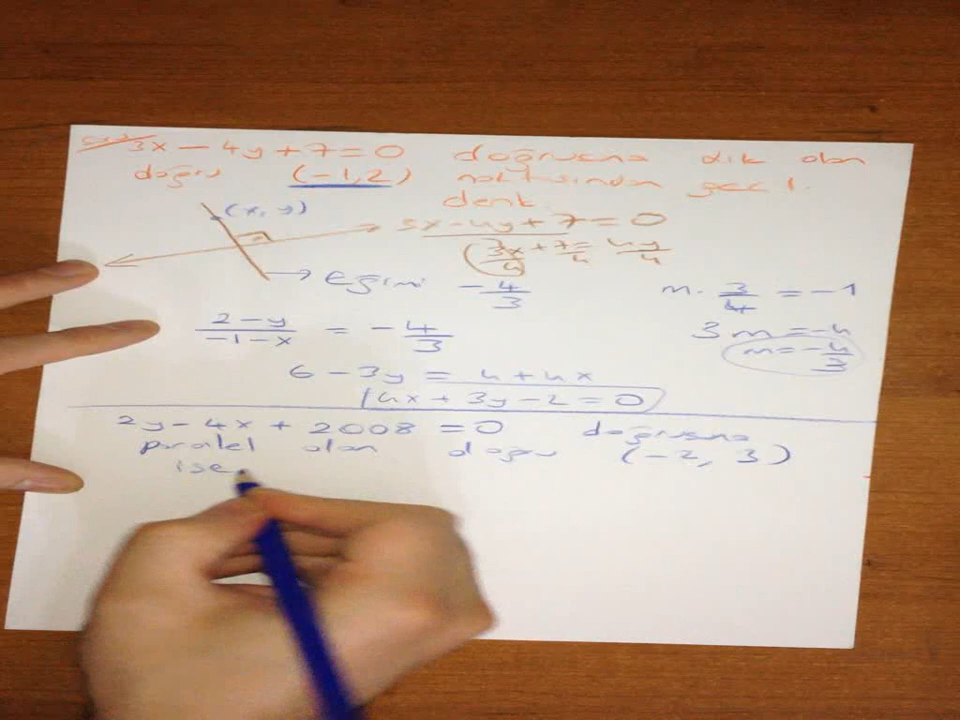 3x - 4y + 7 = 0 doğrusuna dik olan
doğru (-1,2) noktasından geçer.
denk.
(x, y)
3x - 4y + 7 = 0
3x/4 + 7/4 = 4y/4
→ eğimi -4/3
m. 3/4 = -1
3m = -4
m = -4/3
2-y/-1-x = -4/3
6 - 3y = 4 + 4x
4x + 3y - 2 = 0
2y - 4x + 2008 = 0 doğrusuna
paralel olan doğru (-2, 3)
ise